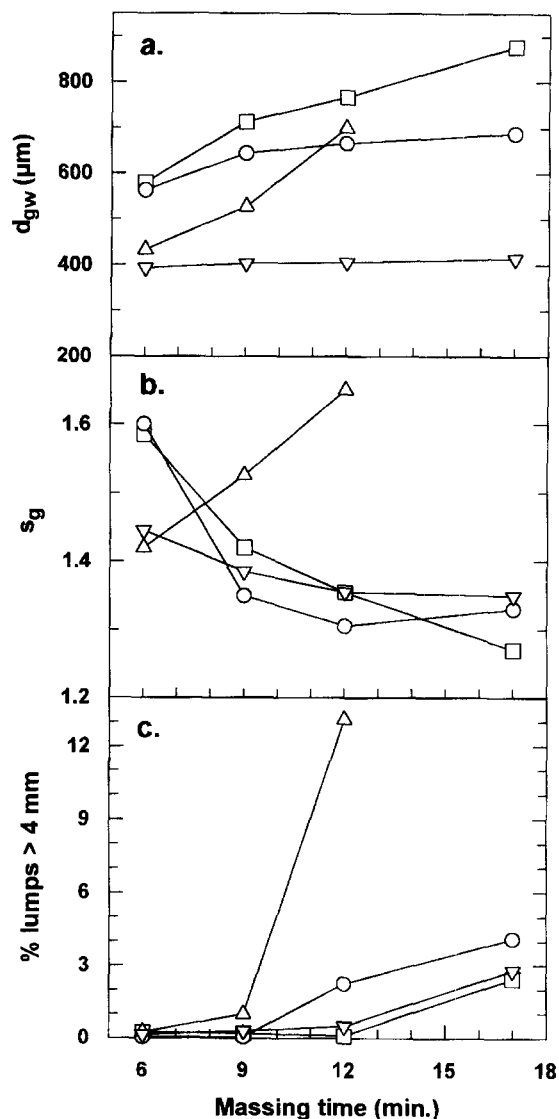 a.
800
600
400
200
d_gw (µm)
b.
1.6
1.4
1.2
s_g
c.
12
9
6
3
0
% lumps > 4 mm
6 9 12 15 18
Massing time (min.)